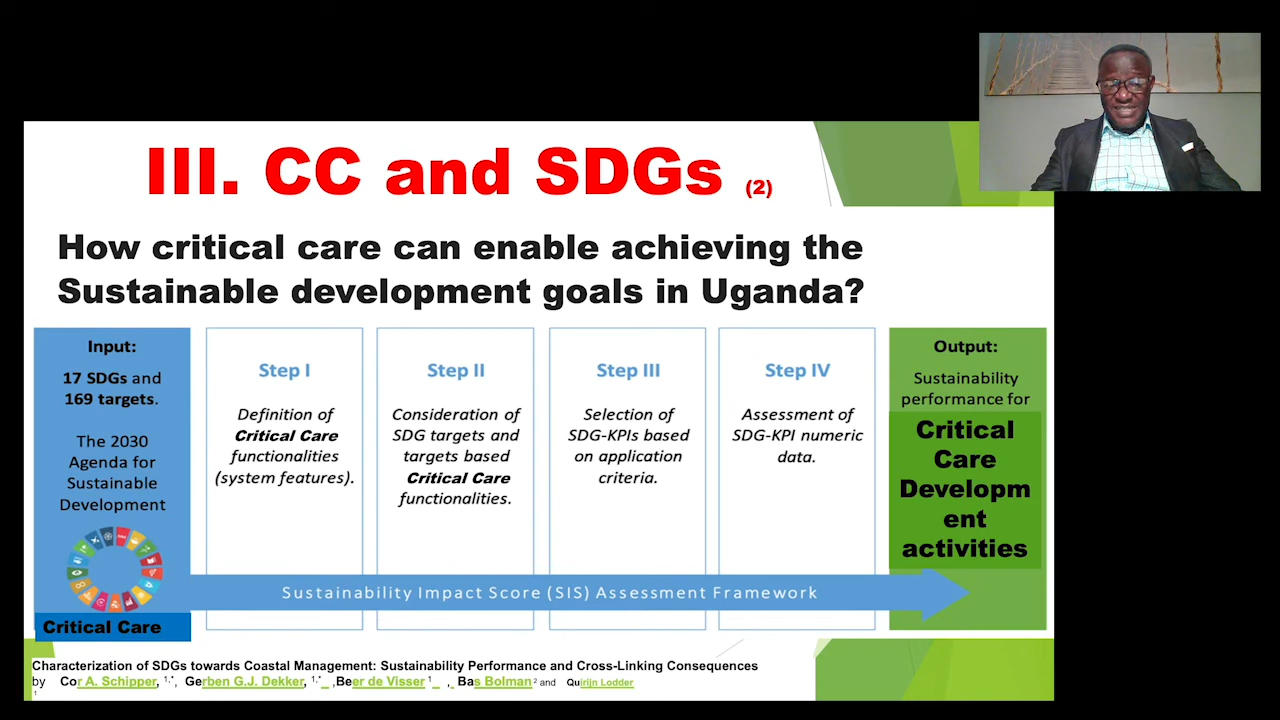 III. CC and SDGs (2)
How critical care can enable achieving the
Sustainable development goals in Uganda?
Input:
17 SDGs and
169 targets.
The 2030
Agenda for
Sustainable
Development
Critical Care
Step I
Definition of
Critical Care
functionalities
(system features).
Step II
Consideration of
SDG targets and
targets based
Critical Care
functionalities.
Step III
Selection of
SDG-KPIs based
on application
criteria.
Step IV
Assessment of
SDG-KPI numeric
data.
Output:
Sustainability
performance for
Critical
Care
Developm
ent
activities
Sustainability Impact Score (SIS) Assessment Framework
Characterization of SDGs towards Coastal Management: Sustainability Performance and Cross-Linking Consequences
by Cor A. Schipper, 1,*, Gerben G.J. Dekker, 1,* ,Beer de Visser 1 , Bas Bolman 2 and Quirijn Lodder
1